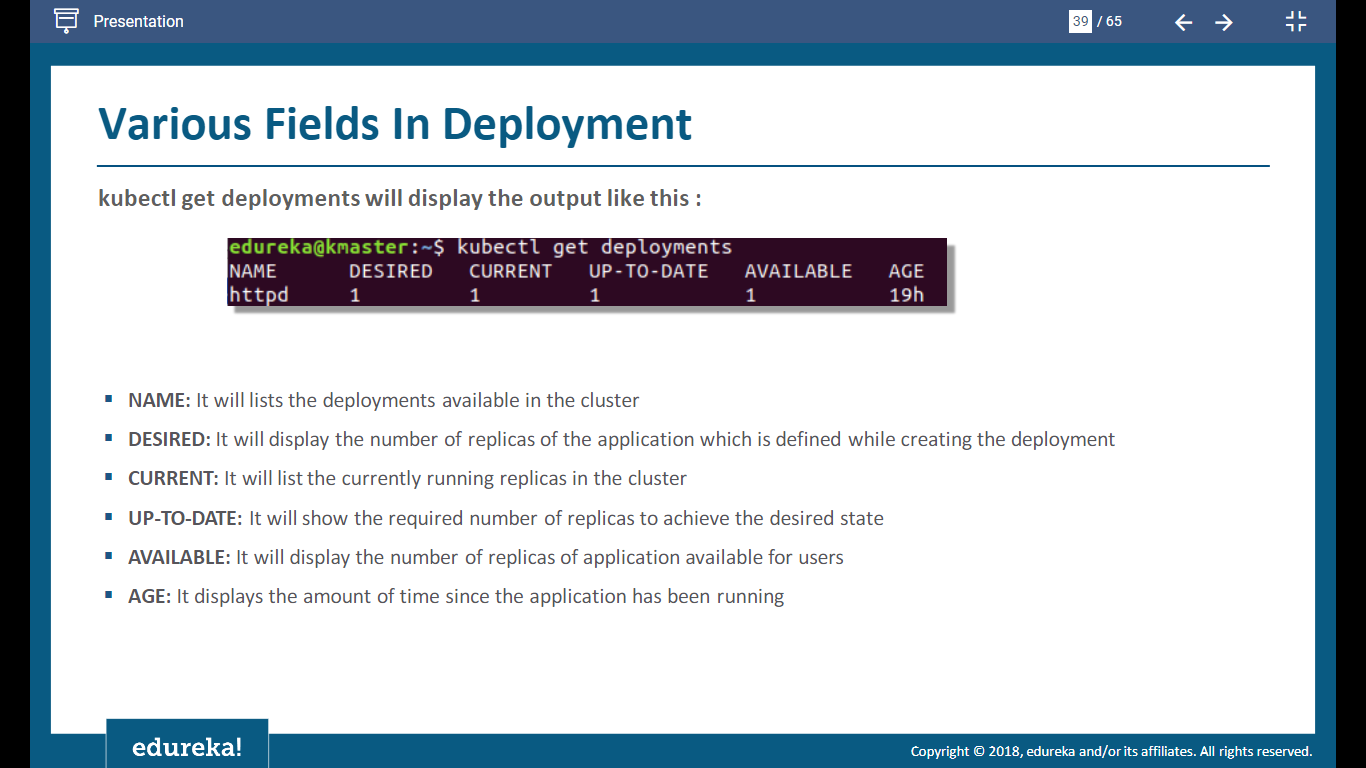 Presentation
39 / 65
Various Fields In Deployment
kubectl get deployments will display the output like this :
edureka@kmaster:~$ kubectl get deployments
NAME DESIRED CURRENT UP-TO-DATE AVAILABLE AGE
httpd 1 1 1 1 19h
▪ NAME: It will lists the deployments available in the cluster
▪ DESIRED: It will display the number of replicas of the application which is defined while creating the deployment
▪ CURRENT: It will list the currently running replicas in the cluster
▪ UP-TO-DATE: It will show the required number of replicas to achieve the desired state
▪ AVAILABLE: It will display the number of replicas of application available for users
▪ AGE: It displays the amount of time since the application has been running
edureka!
Copyright © 2018, edureka and/or its affiliates. All rights reserved.